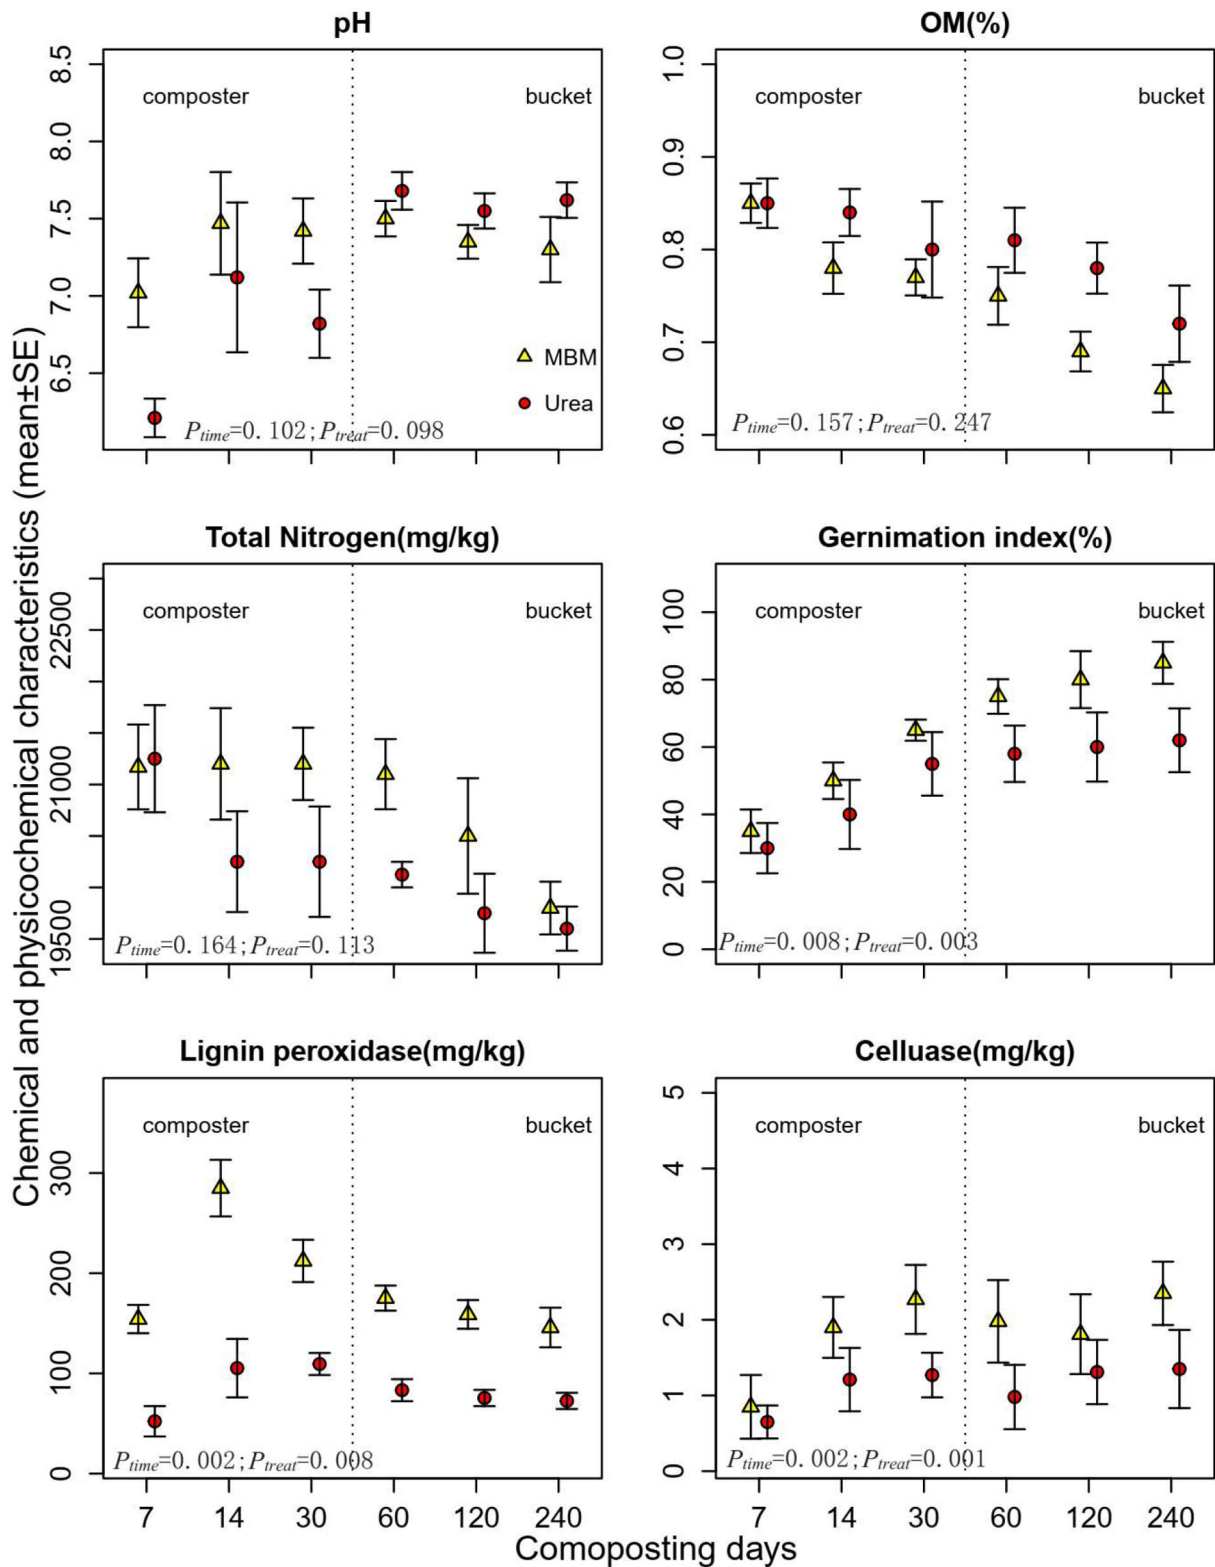 pH
OM(%)
8.5
8.0
7.5
7.0
6.5
composter
bucket
MBM
Urea
Ptime=0.102;Ptreat=0.098
1.0
0.9
0.8
0.7
0.6
composter
bucket
Ptime=0.157;Ptreat=0.247
Chemical and physicochemical characteristics (mean±SE)
Total Nitrogen(mg/kg)
Gernimation index(%)
22500
21000
19500
composter
bucket
Ptime=0.164;Ptreat=0.113
100
80
60
40
20
0
composter
bucket
Ptime=0.008;Ptreat=0.003
Lignin peroxidase(mg/kg)
Celluase(mg/kg)
300
200
100
0
composter
bucket
Ptime=0.002;Ptreat=0.008
5
4
3
2
1
0
composter
bucket
Ptime=0.002;Ptreat=0.001
7 14 30 60 120 240
7 14 30 60 120 240
Comoposting days